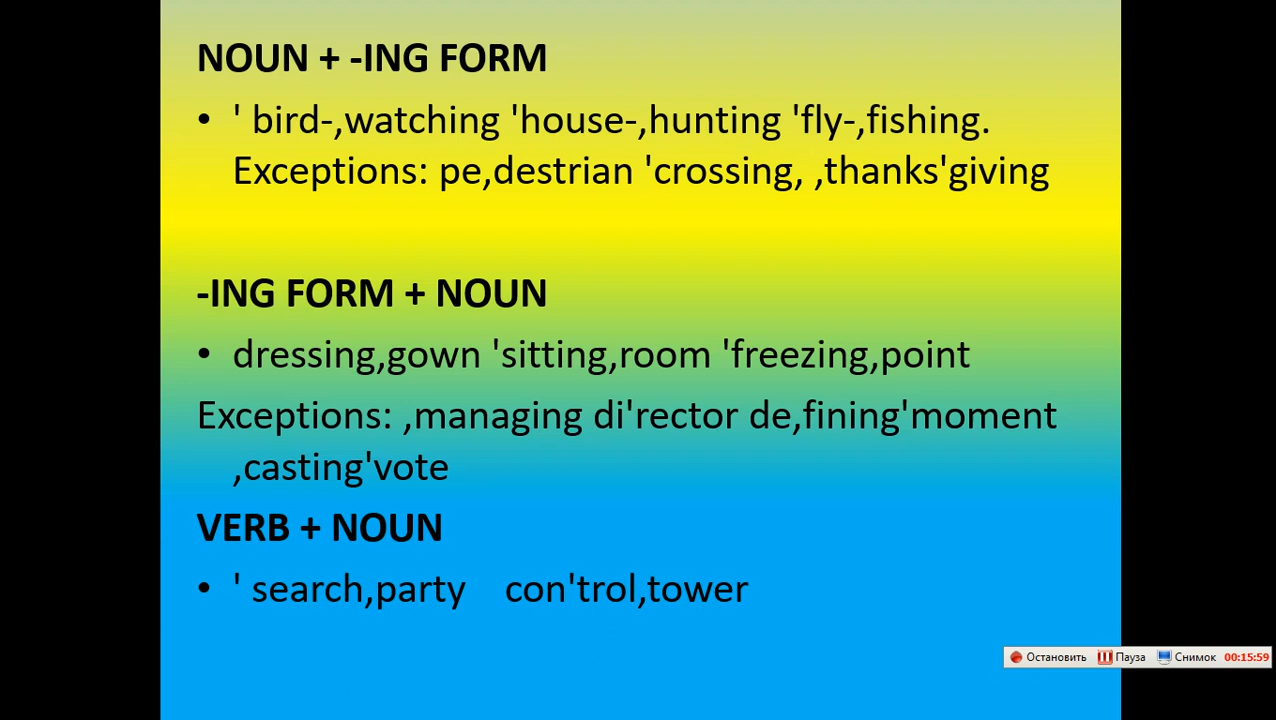 NOUN + -ING FORM
• ' bird-,watching 'house-,hunting 'fly-,fishing.
Exceptions: pe,destrian 'crossing, ,thanks'giving
-ING FORM + NOUN
• dressing,gown 'sitting,room 'freezing,point
Exceptions: ,managing di'rector de,fining'moment
,casting'vote
VERB + NOUN
• ' search,party con'trol,tower
Остановить Пауза Снимок 00:15:59